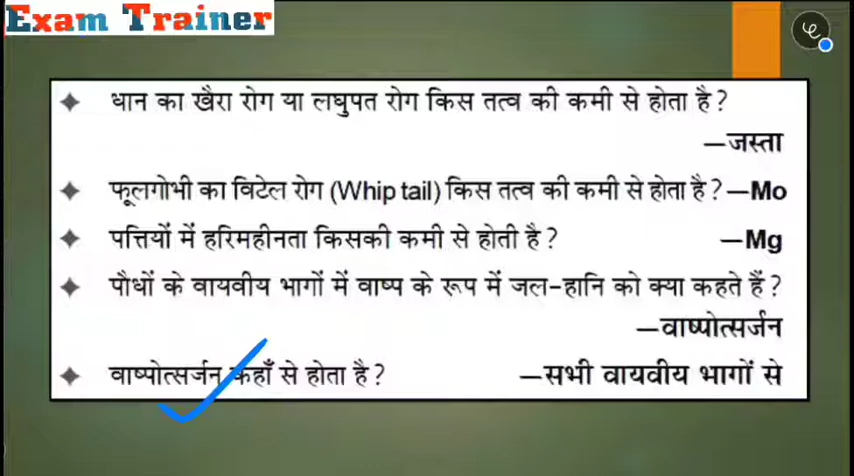 Exam Trainer
✦ धान का खैरा रोग या लघुपत रोग किस तत्व की कमी से होता है?
—जस्ता
✦ फूलगोभी का विटेल रोग (Whip tail) किस तत्व की कमी से होता है? —Mo
✦ पत्तियों में हरिमहीनता किसकी कमी से होती है? —Mg
✦ पौधों के वायवीय भागों में वाष्प के रूप में जल-हानि को क्या कहते हैं?
—वाष्पोत्सर्जन
✦ वाष्पोत्सर्जन कहाँ से होता है? —सभी वायवीय भागों से